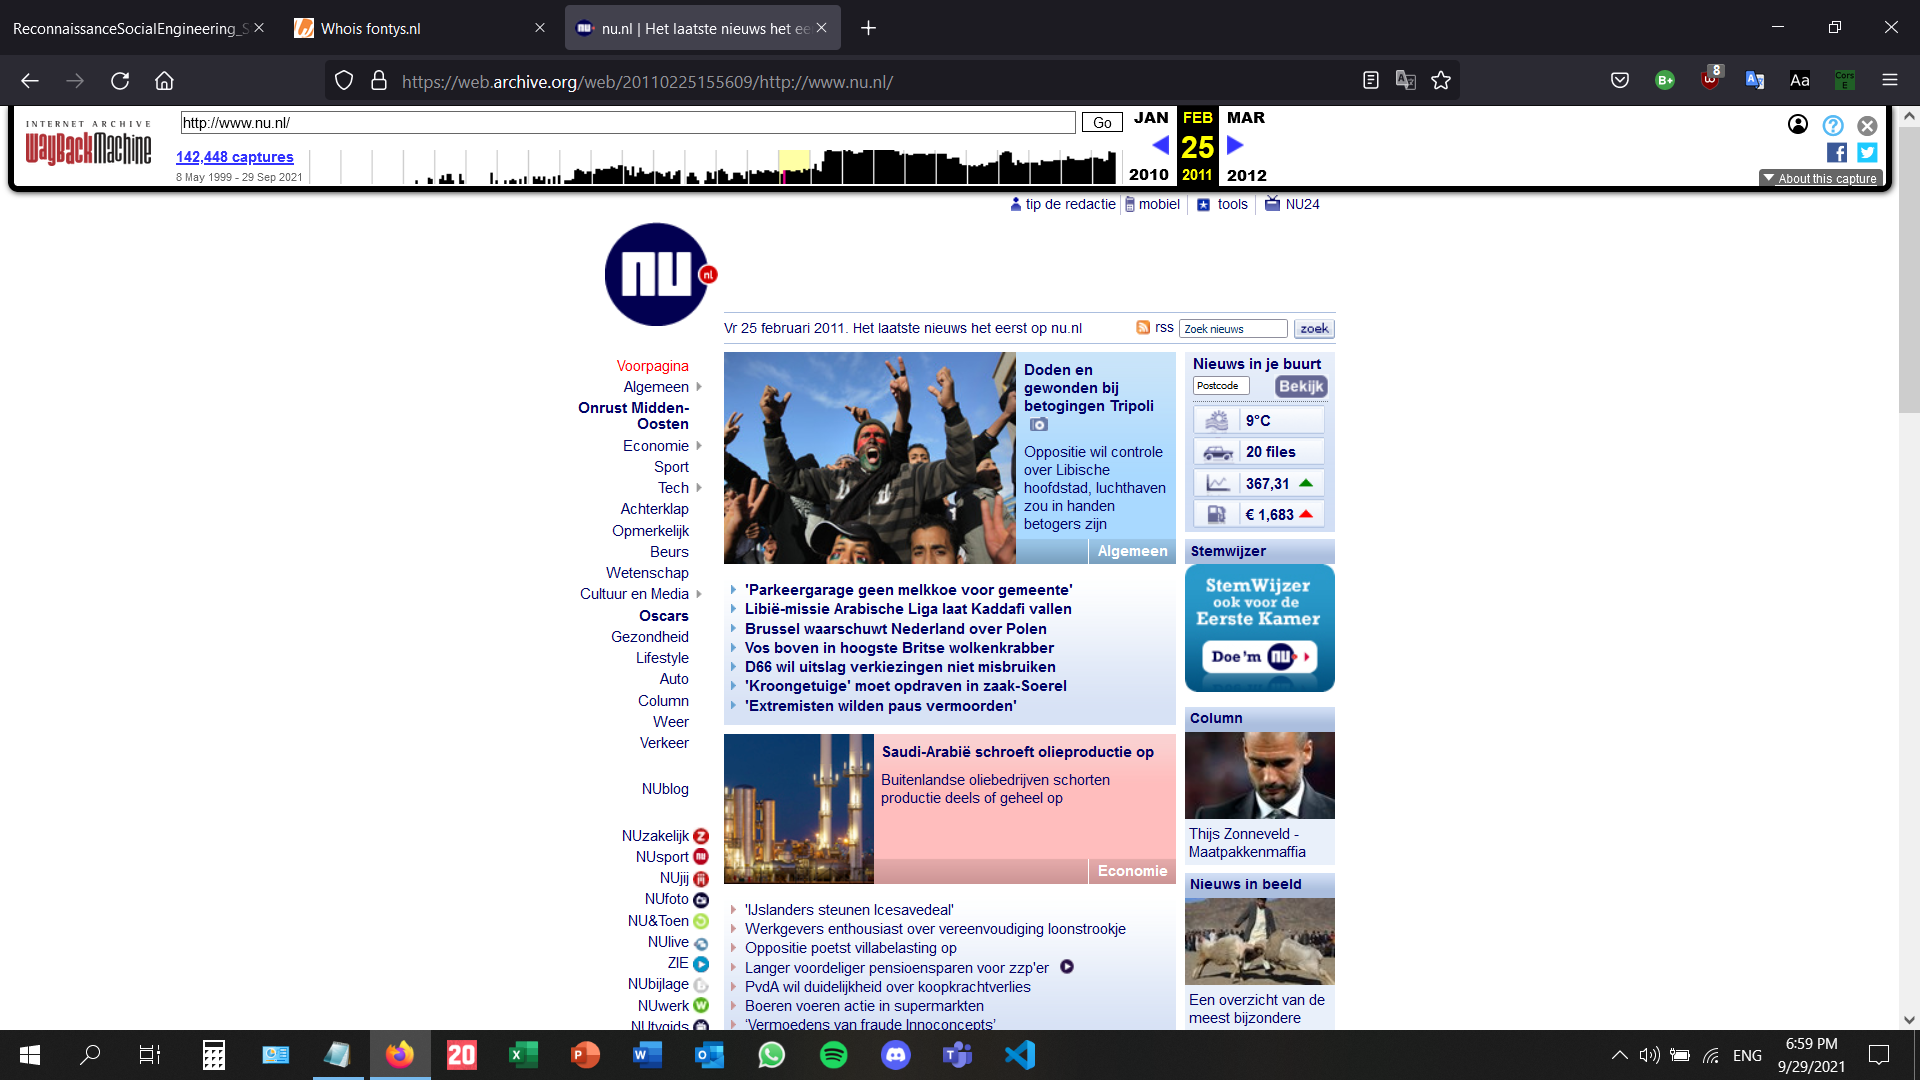 ReconnaissanceSocialEngineering_S
Whois fontys.nl
nu.nl | Het laatste nieuws het ee
https://web.archive.org/web/20110225155609/http://www.nu.nl/
8
B+
Aa
Cors E
INTERNET ARCHIVE
WayBackMachine
http://www.nu.nl/
Go
JAN
FEB
MAR
142,448 captures
25
8 May 1999 - 29 Sep 2021
2010
2011
2012
About this capture
tip de redactie
mobiel
tools
NU24
nu
nl
Vr 25 februari 2011. Het laatste nieuws het eerst op nu.nl
rss
Zoek nieuws
zoek
Voorpagina
Algemeen
Onrust Midden-
Oosten
Economie
Sport
Tech
Achterklap
Opmerkelijk
Beurs
Wetenschap
Cultuur en Media
Oscars
Gezondheid
Lifestyle
Auto
Column
Weer
Verkeer
NUblog
NUzakelijk
NUsport
NUjij
NUfoto
NU&Toen
NUlive
ZIE
NUbijlage
NUwerk
NUtvgids
Doden en
gewonden bij
betogingen Tripoli
Oppositie wil controle
over Libische
hoofdstad, luchthaven
zou in handen
betogers zijn
Algemeen
'Parkeergarage geen melkkoe voor gemeente'
Libië-missie Arabische Liga laat Kaddafi vallen
Brussel waarschuwt Nederland over Polen
Vos boven in hoogste Britse wolkenkrabber
D66 wil uitslag verkiezingen niet misbruiken
'Kroongetuige' moet opdraven in zaak-Soerel
'Extremisten wilden paus vermoorden'
Saudi-Arabië schroeft olieproductie op
Buitenlandse oliebedrijven schorten
productie deels of geheel op
Economie
'IJslanders steunen Icesavedeal'
Werkgevers enthousiast over vereenvoudiging loonstrookje
Oppositie poetst villabelasting op
Langer voordeliger pensioensparen voor zzp'er
PvdA wil duidelijkheid over koopkrachtverlies
Boeren voeren actie in supermarkten
‘Vermoedens van fraude Innoconcepts’
Nieuws in je buurt
Postcode
Bekijk
9°C
20 files
367,31
€ 1,683
Stemwijzer
StemWijzer
ook voor de
Eerste Kamer
Doe 'm nu
Column
Thijs Zonneveld -
Maatpakkenmaffia
Nieuws in beeld
Een overzicht van de
meest bijzondere
20
ENG
6:59 PM
9/29/2021